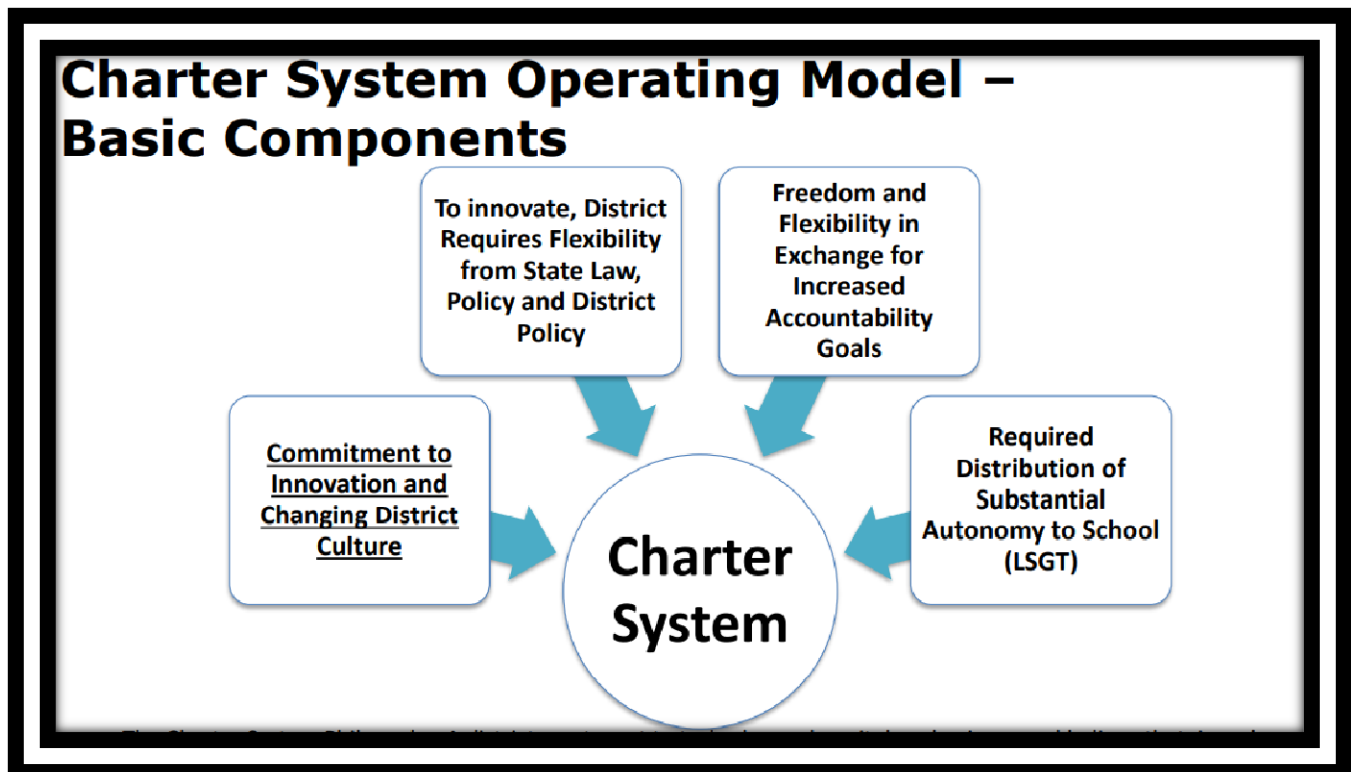 Charter System Operating Model –
Basic Components
To innovate, District
Requires Flexibility
from State Law,
Policy and District
Policy
Freedom and
Flexibility in
Exchange for
Increased
Accountability
Goals
Commitment to
Innovation and
Changing District
Culture
Required
Distribution of
Substantial
Autonomy to School
(LSGT)
Charter
System